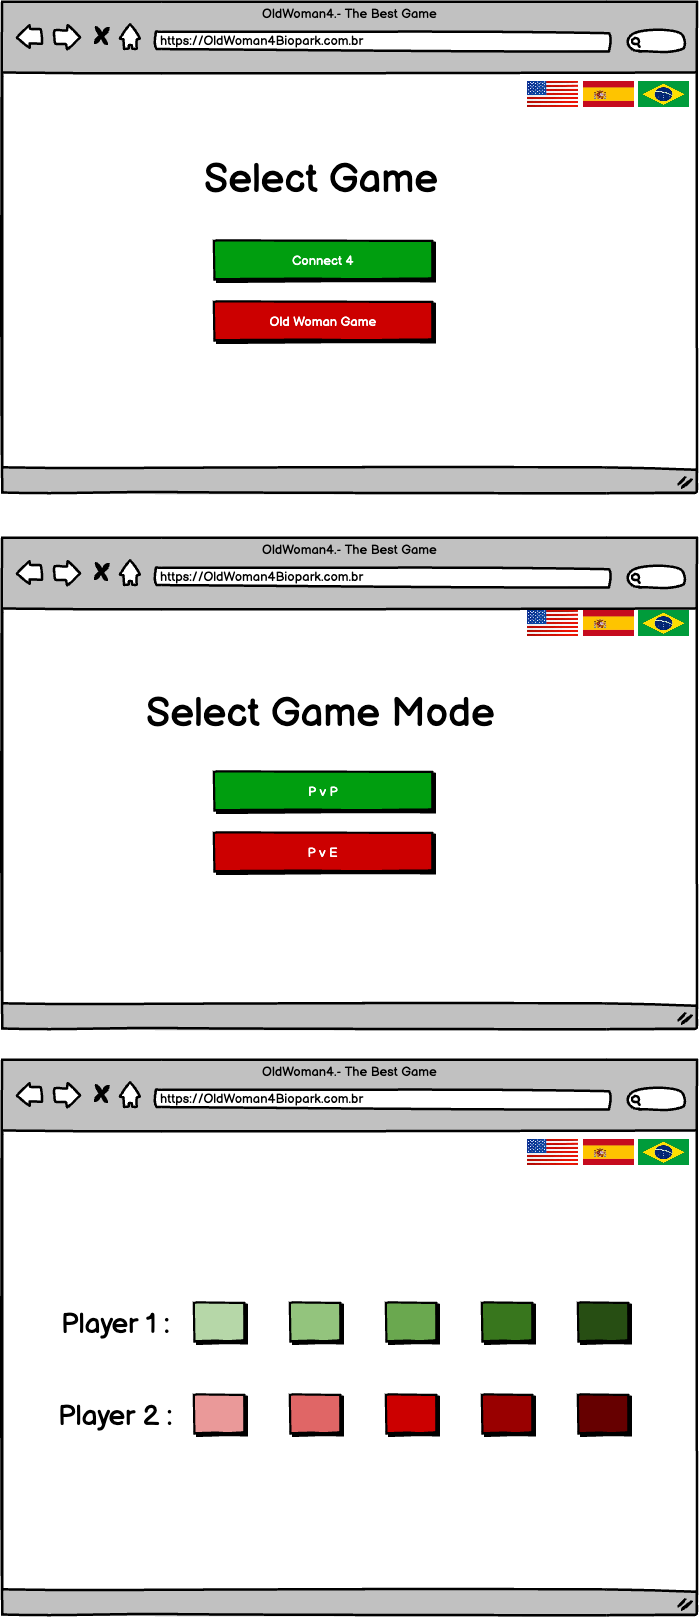 OldWoman4.- The Best Game
https://OldWoman4Biopark.com.br
Select Game
Connect 4
Old Woman Game
OldWoman4.- The Best Game
https://OldWoman4Biopark.com.br
Select Game Mode
P v P
P v E
OldWoman4.- The Best Game
https://OldWoman4Biopark.com.br
Player 1 :
Player 2 :